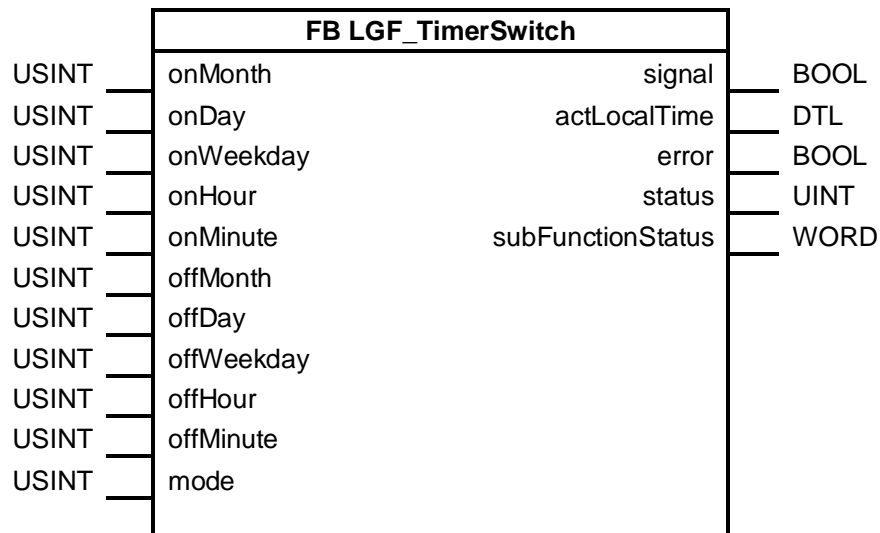 FB LGF_TimerSwitch
USINT onMonth signal BOOL
USINT onDay actLocalTime DTL
USINT onWeekday error BOOL
USINT onHour status UINT
USINT onMinute subFunctionStatus WORD
USINT offMonth
USINT offDay
USINT offWeekday
USINT offHour
USINT offMinute
USINT mode